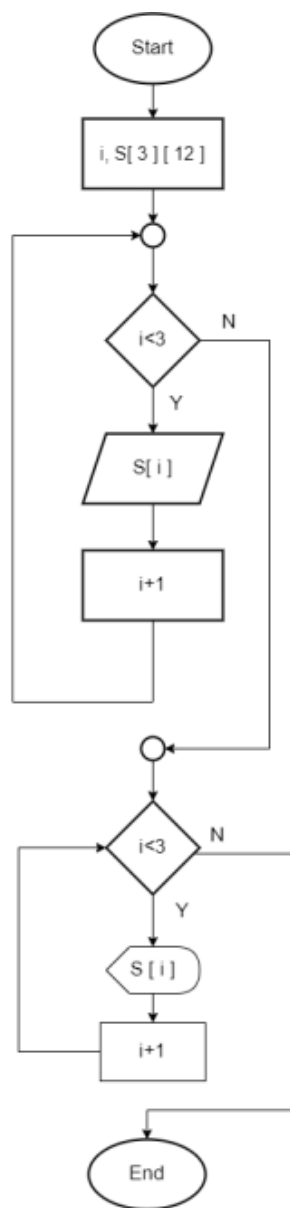 Start
i, S[ 3 ] [ 12 ]
i<3
N
Y
S[ i ]
i+1
i<3
N
Y
S [ i ]
i+1
End